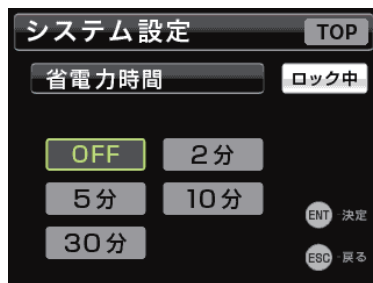 システム設定 TOP
省電力時間 ロック中
OFF 2分
5分 10分
30分
ENT 決定
ESC 戻る